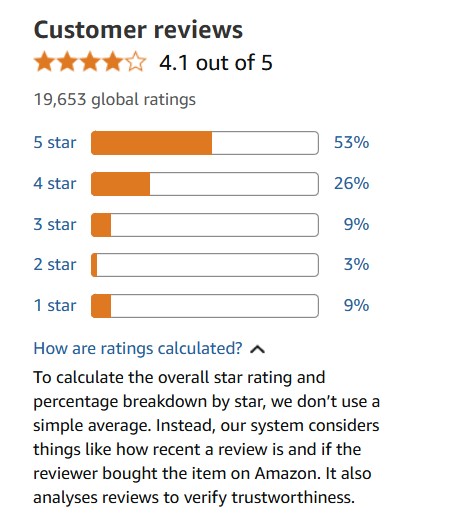 Customer reviews
4.1 out of 5
19,653 global ratings
5 star 53%
4 star 26%
3 star 9%
2 star 3%
1 star 9%
How are ratings calculated?
To calculate the overall star rating and
percentage breakdown by star, we don’t use a
simple average. Instead, our system considers
things like how recent a review is and if the
reviewer bought the item on Amazon. It also
analyses reviews to verify trustworthiness.